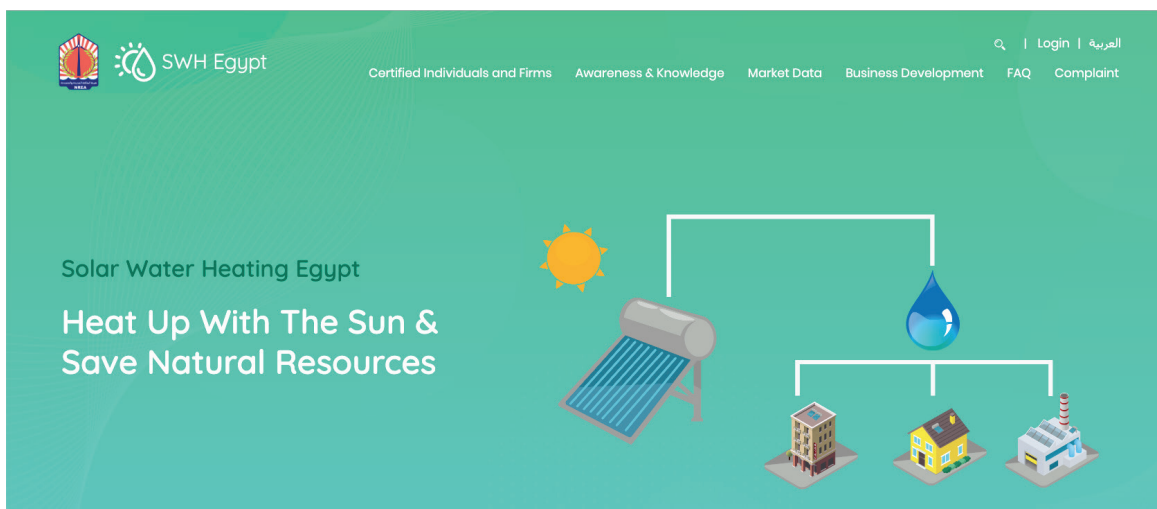 العربية | Login |
SWH Egypt
NREA
Certified Individuals and Firms Awareness & Knowledge Market Data Business Development FAQ Complaint
Solar Water Heating Egypt
Heat Up With The Sun &
Save Natural Resources